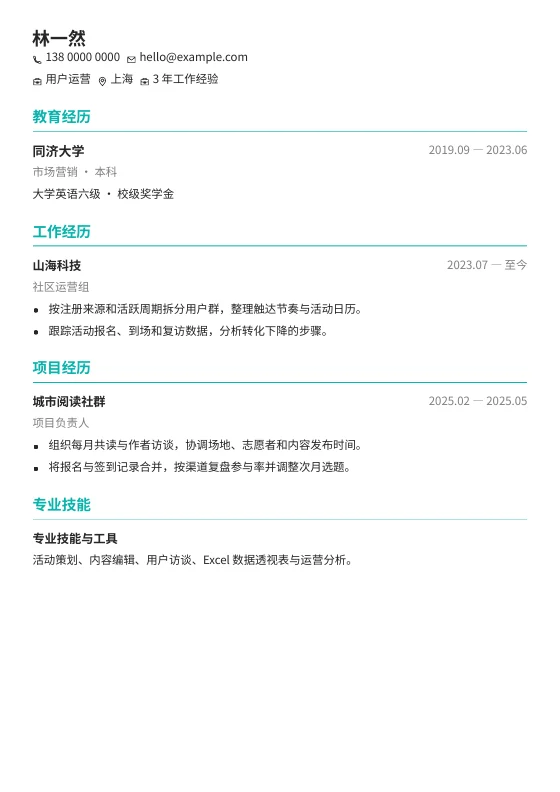 林一然
138 0000 0000 hello@example.com
用户运营 上海 3 年工作经验
教育经历
同济大学 2019.09 — 2023.06
市场营销 • 本科
大学英语六级 • 校级奖学金
工作经历
山海科技 2023.07 — 至今
社区运营组
• 按注册来源和活跃周期拆分用户群，整理触达节奏与活动日历。
• 跟踪活动报名、到场和复访数据，分析转化下降的步骤。
项目经历
城市阅读社群 2025.02 — 2025.05
项目负责人
• 组织每月共读与作者访谈，协调场地、志愿者和内容发布时间。
• 将报名与签到记录合并，按渠道复盘参与率并调整次月选题。
专业技能
专业技能与工具
活动策划、内容编辑、用户访谈、Excel 数据透视表与运营分析。